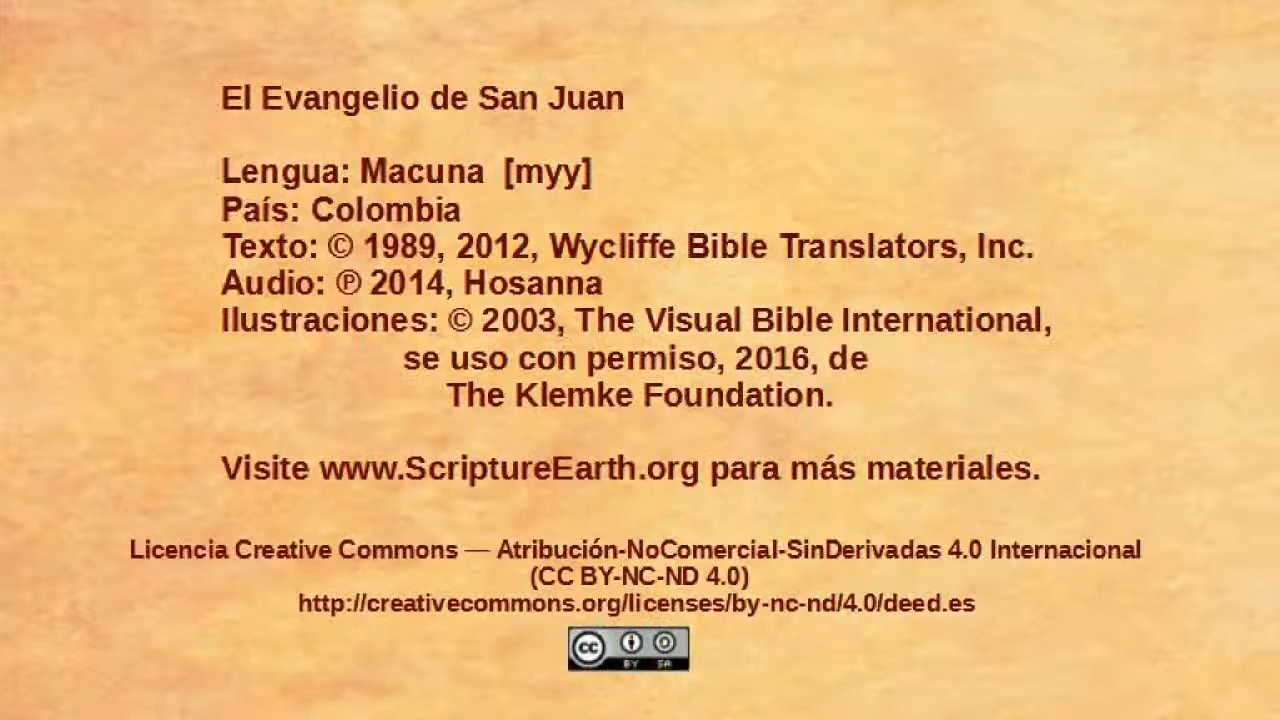 El Evangelio de San Juan
Lengua: Macuna [myy]
País: Colombia
Texto: © 1989, 2012, Wycliffe Bible Translators, Inc.
Audio: ℗ 2014, Hosanna
Ilustraciones: © 2003, The Visual Bible International,
se uso con permiso, 2016, de
The Klemke Foundation.
Visite www.ScriptureEarth.org para más materiales.
Licencia Creative Commons — Atribución-NoComercial-SinDerivadas 4.0 Internacional
(CC BY-NC-ND 4.0)
http://creativecommons.org/licenses/by-nc-nd/4.0/deed.es
cc
BY SA